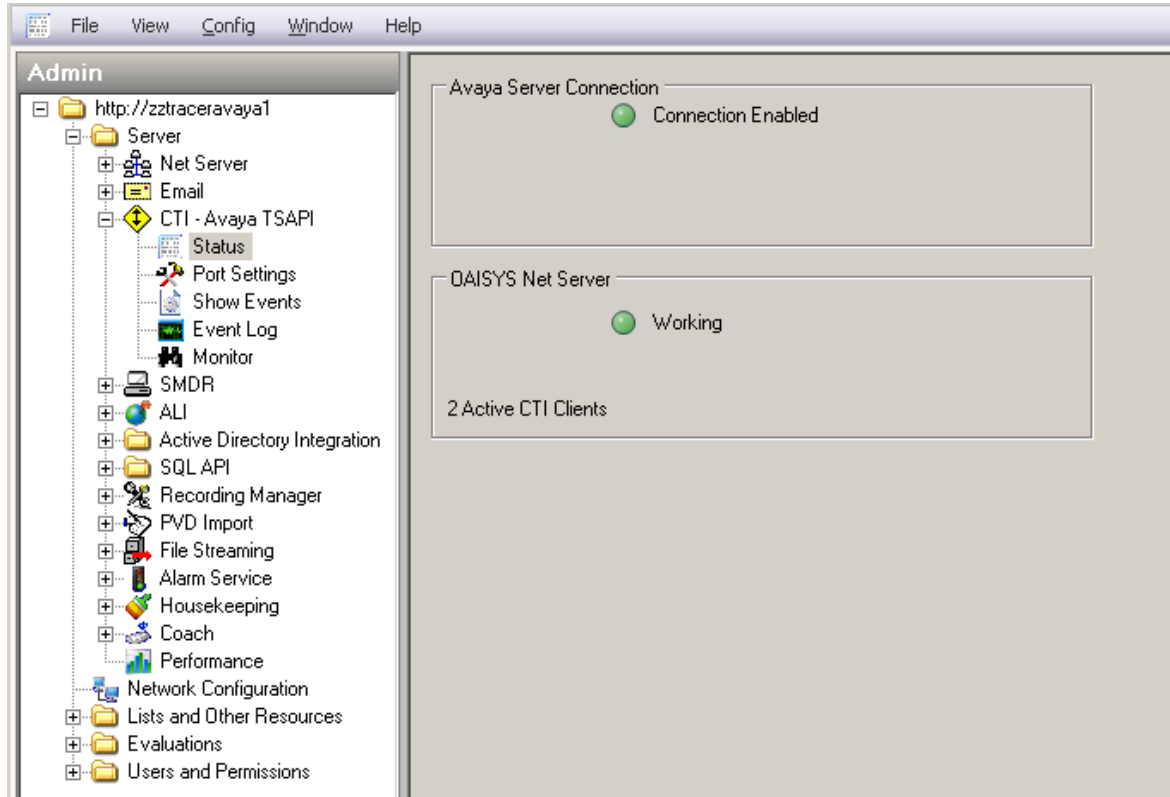 File View Config Window Help
Admin
http://zztraceravaya1
Server
Net Server
Email
CTI - Avaya TSAPI
Status
Port Settings
Show Events
Event Log
Monitor
SMDR
ALI
Active Directory Integration
SQL API
Recording Manager
PVD Import
File Streaming
Alarm Service
Housekeeping
Coach
Performance
Network Configuration
Lists and Other Resources
Evaluations
Users and Permissions
Avaya Server Connection
Connection Enabled
OAISYS Net Server
Working
2 Active CTI Clients